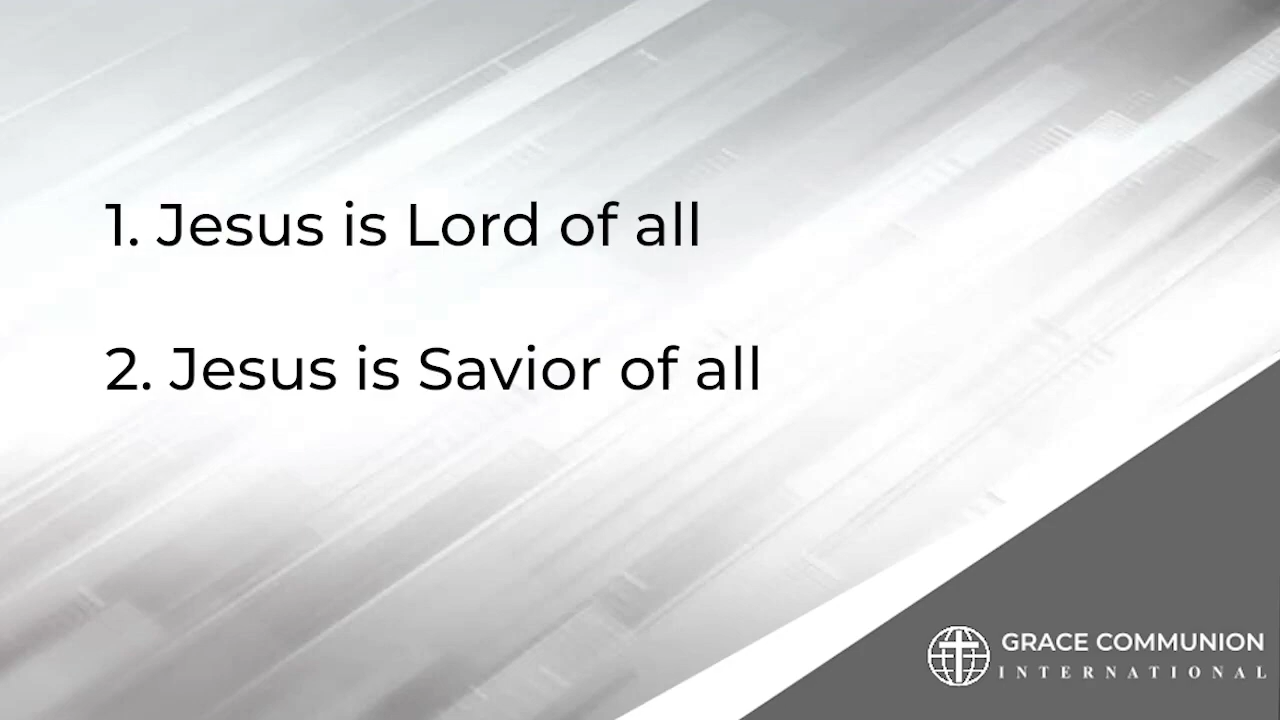 1. Jesus is Lord of all
2. Jesus is Savior of all
GRACE COMMUNION
INTERNATIONAL